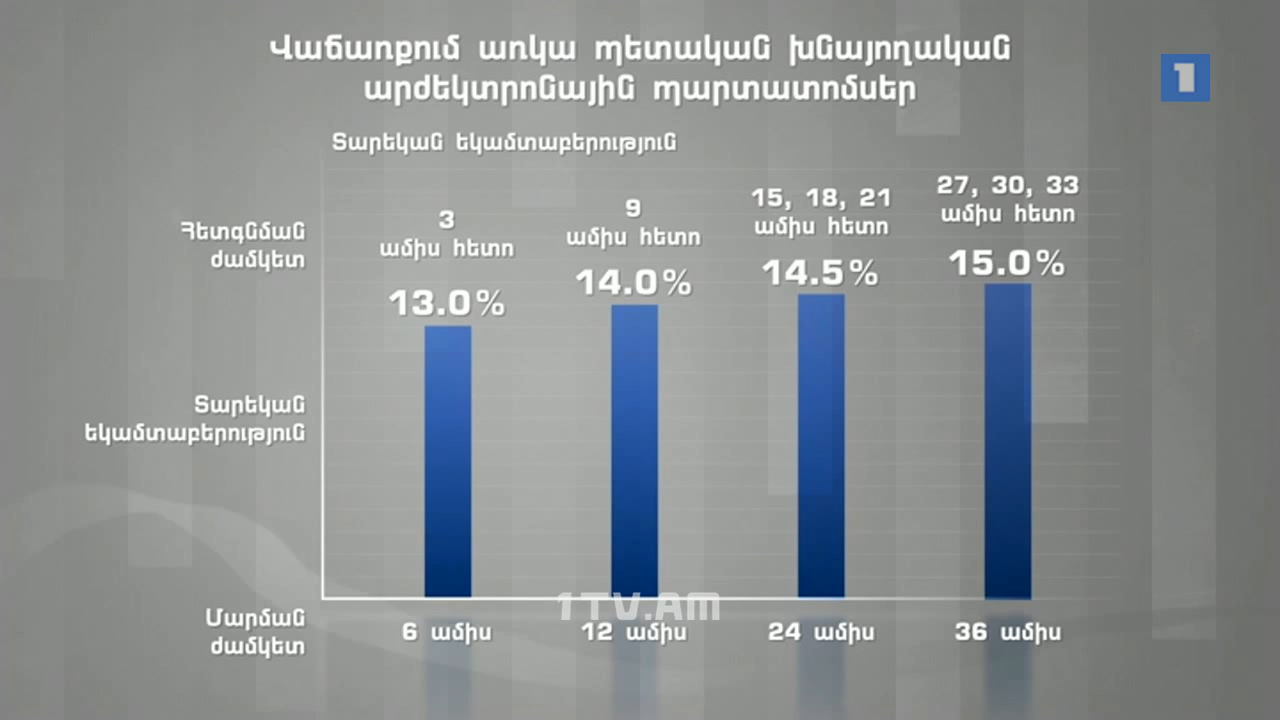 Վաճառքում առկա պետական խնայողական
արժեկտրոնային պարտատոմսեր
1
Տարեկան եկամտաբերություն
Հետգնման
ժամկետ
3
ամիս հետո
9
ամիս հետո
15, 18, 21
ամիս հետո
27, 30, 33
ամիս հետո
13.0%
14.0%
14.5%
15.0%
Տարեկան
եկամտաբերություն
1TV.AM
Մարման
ժամկետ
6 ամիս
12 ամիս
24 ամիս
36 ամիս